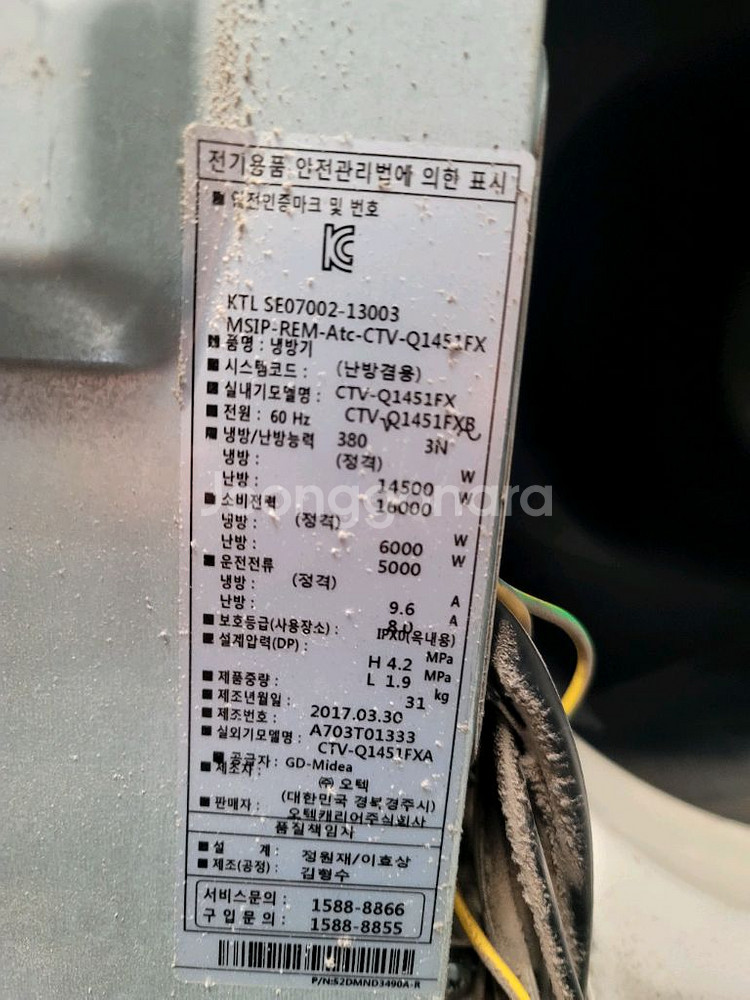 전기용품 안전관리법에 의한 표시
■ 안전인증마크 및 번호
KC
KTL SE07002-13003
MSIP-REM-Atc-CTV-Q1451FX
■ 품명 : 냉방기
■ 시스템코드 : (난방겸용)
■ 실내기모델명 : CTV-Q1451FX
CTV-Q1451FXB
■ 전원 : 60 Hz 380 V 3N ~
■ 냉방/난방능력 (정격)
냉방 : 14500 W
난방 : 16000 W
■ 소비전력 (정격)
냉방 : 6000 W
난방 : 5000 W
■ 운전전류 (정격)
냉방 : 9.6 A
난방 : 8.0 A
■ 보호등급(사용장소) : IPX0(옥내용)
■ 설계압력(DP) : H 4.2 MPa
L 1.9 MPa
■ 제품중량 : 31 kg
■ 제조년월일 : 2017.03.30
■ 제조번호 : A703T01333
■ 실외기모델명 : CTV-Q1451FXA
■ 공급자 : GD-Midea
■ 제조자 : ㈜ 오텍
(대한민국 경북경주시)
■ 판매자 : 오텍캐리어주식회사
품질책임자
■ 설 계 : 정원재/이효상
■ 제조(공정) : 김형수
서비스문의 : 1588-8866
구입문의 : 1588-8855
P/N:52DMND3490A-R
Joonggonara